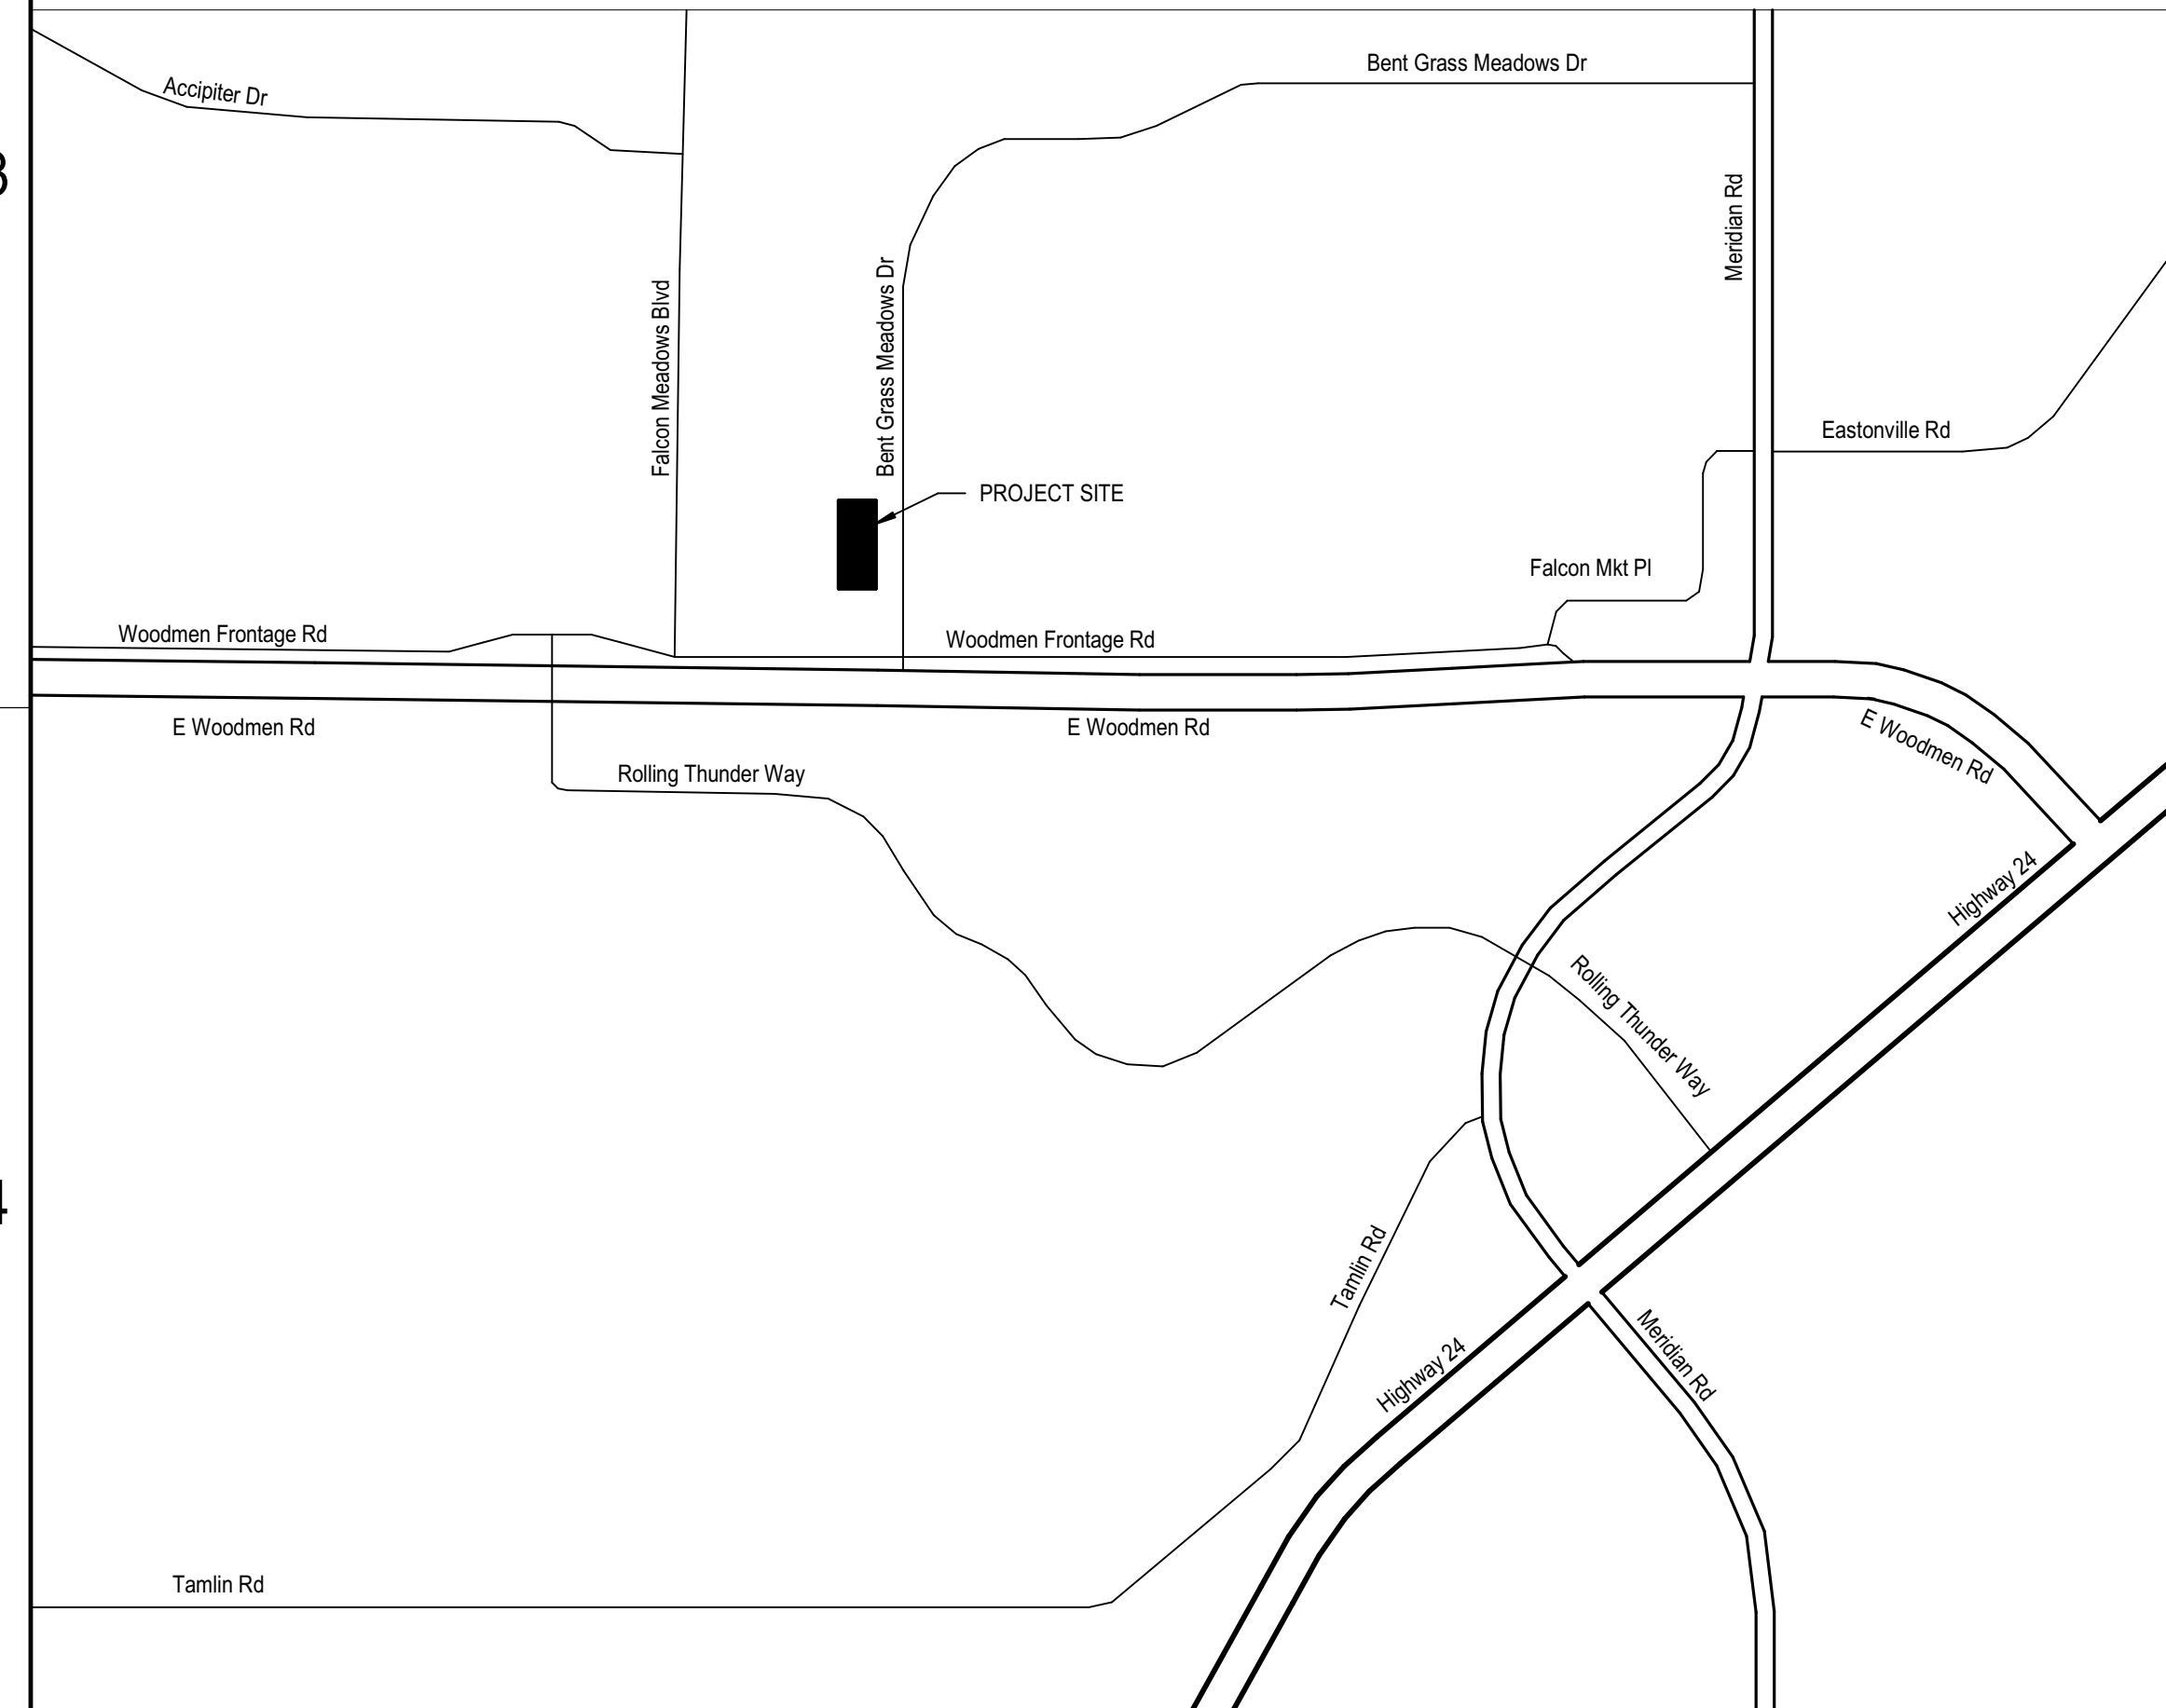 Bent Grass Meadows Dr
Accipiter Dr
Meridian Rd
Falcon Meadows Blvd
Bent Grass Meadows Dr
Eastonville Rd
PROJECT SITE
Falcon Mkt Pl
Woodmen Frontage Rd
Woodmen Frontage Rd
E Woodmen Rd
E Woodmen Rd
E Woodmen Rd
Rolling Thunder Way
Highway 24
Rolling Thunder Way
Tamlin Rd
Highway 24
Meridian Rd
Tamlin Rd